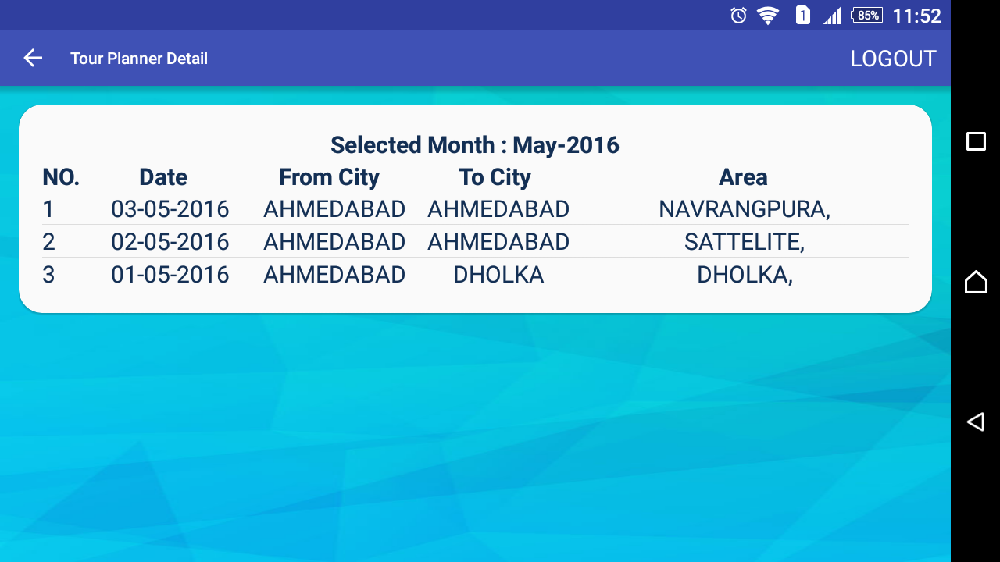 1 85% 11:52
Tour Planner Detail LOGOUT
Selected Month : May-2016
NO. Date From City To City Area
1 03-05-2016 AHMEDABAD AHMEDABAD NAVRANGPURA,
2 02-05-2016 AHMEDABAD AHMEDABAD SATTELITE,
3 01-05-2016 AHMEDABAD DHOLKA DHOLKA,